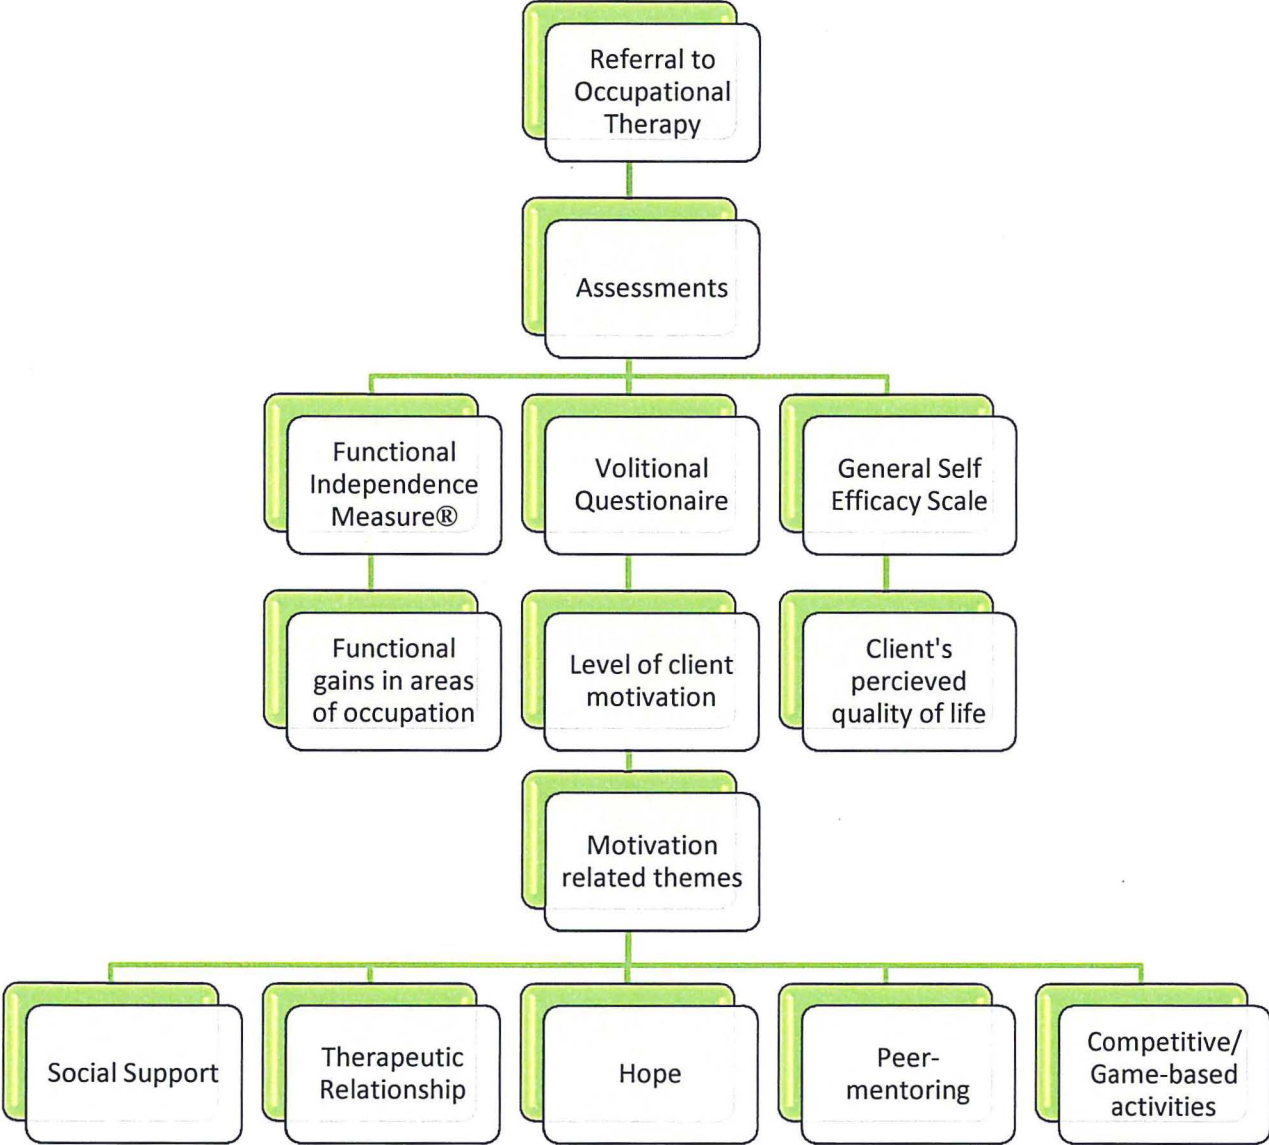 Referral to
Occupational
Therapy
Assessments
Functional
Independence
Measure®
Volitional
Questionaire
General Self
Efficacy Scale
Functional
gains in areas
of occupation
Level of client
motivation
Client's
percieved
quality of life
Motivation
related themes
Social Support
Therapeutic
Relationship
Hope
Peer-
mentoring
Competitive/
Game-based
activities